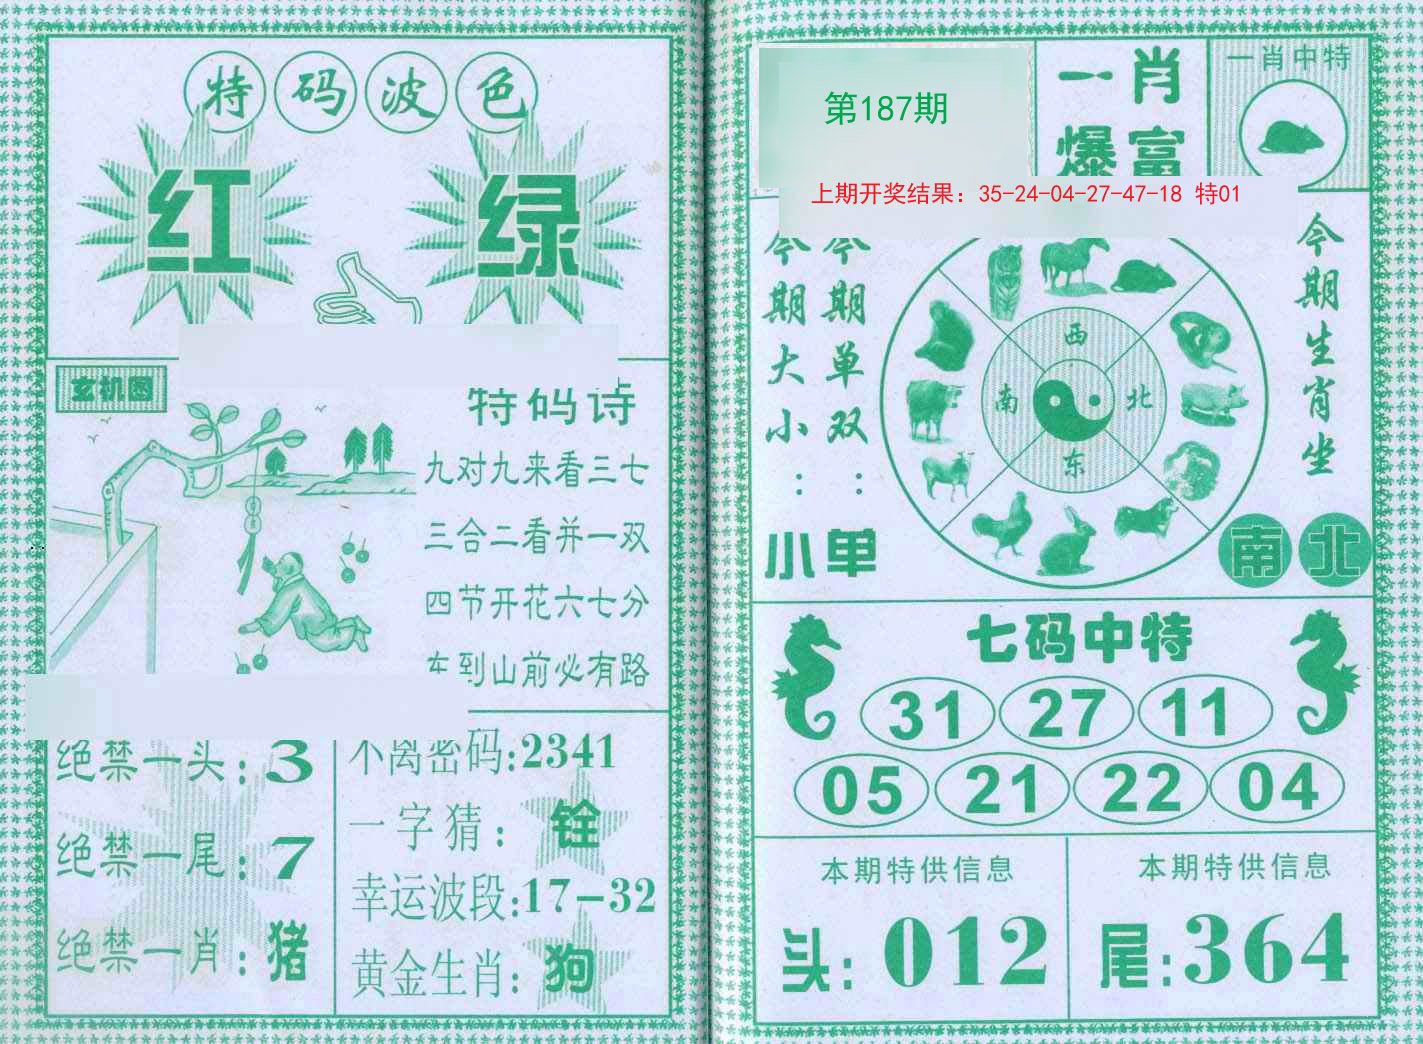 特码波色
红 绿
玄机图
特码诗
九对九来看三七
三合二看并一双
四节开花六七分
车到山前必有路
绝禁一头:3
绝禁一尾:7
绝禁一肖:猪
不离密码:2341
一字猜:铨
幸运波段:17-32
黄金生肖:狗
第187期
一肖
爆富
一肖中特
上期开奖结果：35-24-04-27-47-18 特01
今期大小:
小
今期单双:
单
西
南 北
东
今期生肖坐
南北
七码中特
31 27 11
05 21 22 04
本期特供信息
头:012
本期特供信息
尾:364